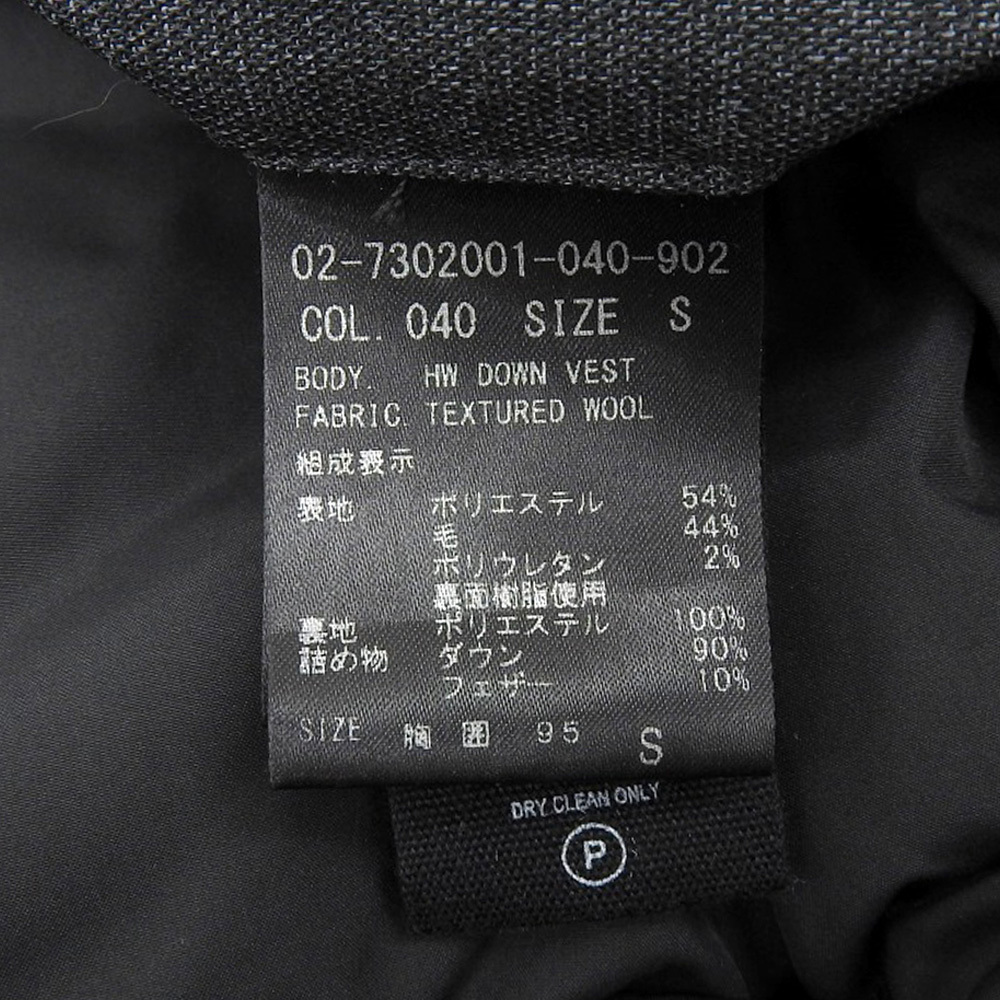 02-7302001-040-902
COL. 040 SIZE S
BODY. HW DOWN VEST
FABRIC. TEXTURED WOOL
組成表示
表地 ポリエステル 54%
毛 44%
ポリウレタン 2%
裏面樹脂使用
裏地 ポリエステル 100%
詰め物 ダウン 90%
フェザー 10%
SIZE 胸囲 95 S
DRY CLEAN ONLY
P